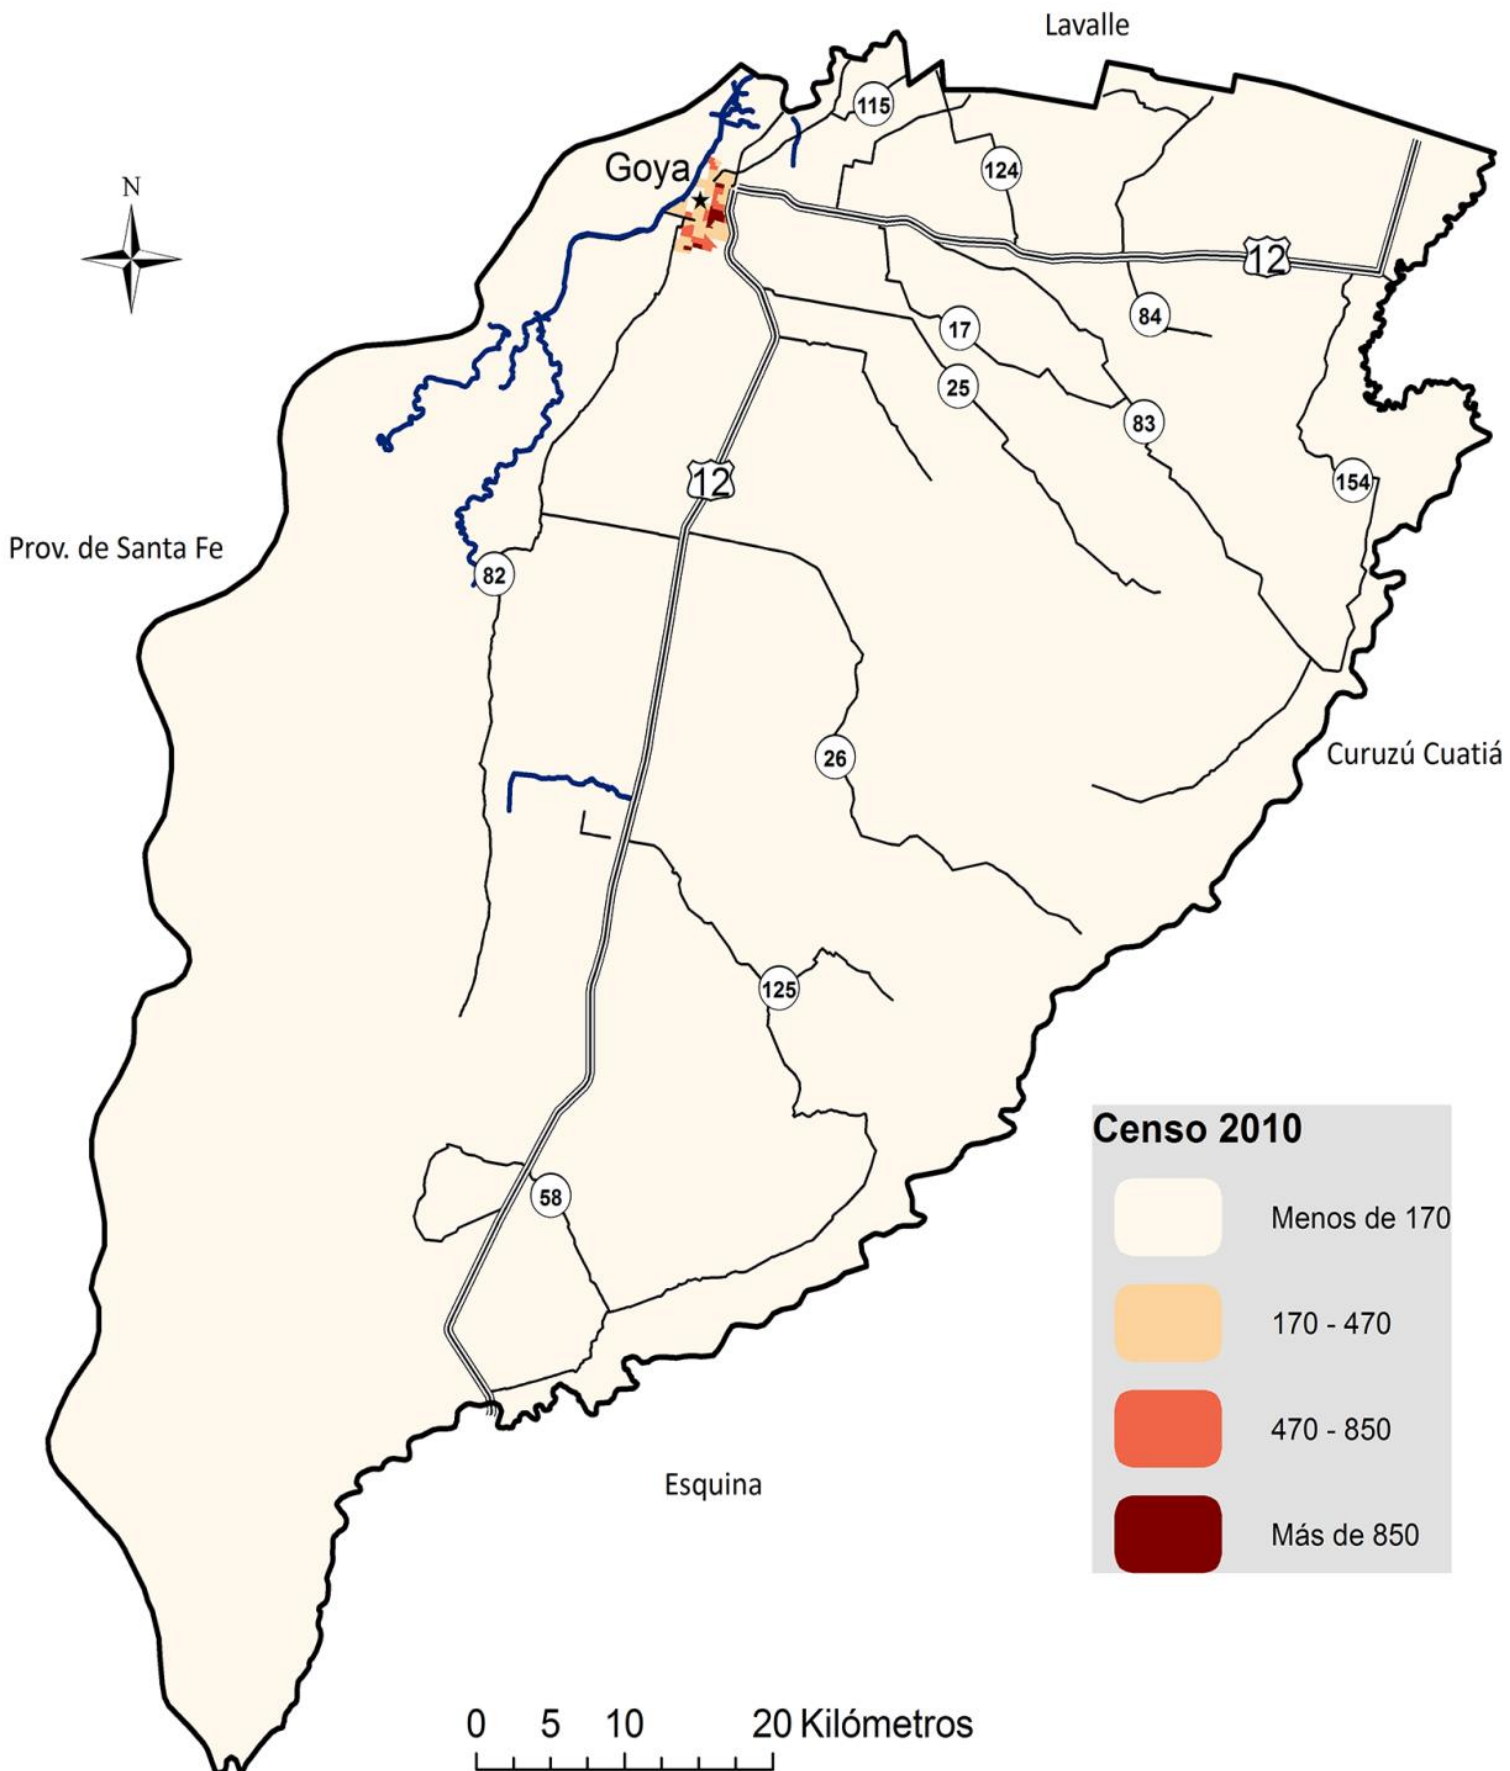 Lavalle
115
N
Goya
124
12
84
17
25
83
12
154
Prov. de Santa Fe
82
Curuzú Cuatiá
26
125
Censo 2010
58
Menos de 170
170 - 470
470 - 850
Esquina
Más de 850
0 5 10 20 Kilómetros